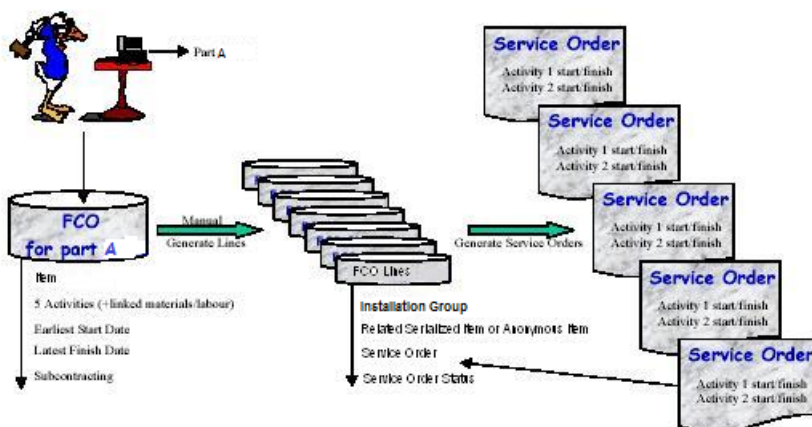 Part A
FCO
for part A
Manual
Generate Lines
FCO Lines
Generate Service Orders
Item
5 Activities (+linked materials/labour)
Earliest Start Date
Latest Finish Date
Subcontracting
Installation Group
Related Serialized Item or Anonymous Item
Service Order
Service Order Status
Service Order
Activity 1 start/finish
Activity 2 start/finish
Service Order
Activity 1 start/finish
Activity 2 start/finish
Service Order
Activity 1 start/finish
Activity 2 start/finish
Service Order
Activity 1 start/finish
Activity 2 start/finish
Service Order
Activity 1 start/finish
Activity 2 start/finish